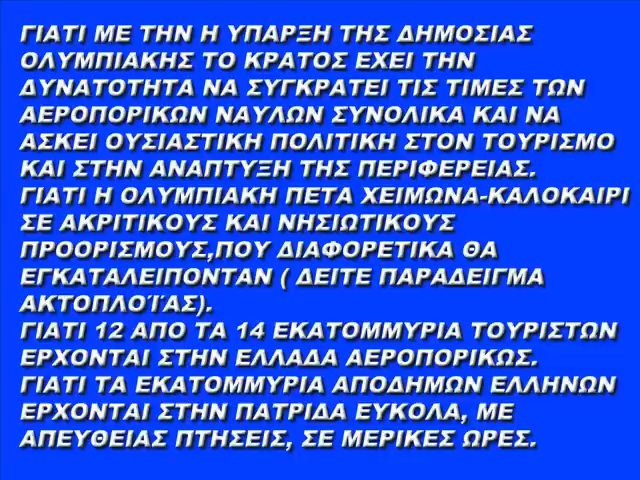 ΓΙΑΤΙ ΜΕ ΤΗΝ Η ΥΠΑΡΞΗ ΤΗΣ ΔΗΜΟΣΙΑΣ
ΟΛΥΜΠΙΑΚΗΣ ΤΟ ΚΡΑΤΟΣ ΕΧΕΙ ΤΗΝ
ΔΥΝΑΤΟΤΗΤΑ ΝΑ ΣΥΓΚΡΑΤΕΙ ΤΙΣ ΤΙΜΕΣ ΤΩΝ
ΑΕΡΟΠΟΡΙΚΩΝ ΝΑΥΛΩΝ ΣΥΝΟΛΙΚΑ ΚΑΙ ΝΑ
ΑΣΚΕΙ ΟΥΣΙΑΣΤΙΚΗ ΠΟΛΙΤΙΚΗ ΣΤΟΝ ΤΟΥΡΙΣΜΟ
ΚΑΙ ΣΤΗΝ ΑΝΑΠΤΥΞΗ ΤΗΣ ΠΕΡΙΦΕΡΕΙΑΣ.
ΓΙΑΤΙ Η ΟΛΥΜΠΙΑΚΗ ΠΕΤΑ ΧΕΙΜΩΝΑ-ΚΑΛΟΚΑΙΡΙ
ΣΕ ΑΚΡΙΤΙΚΟΥΣ ΚΑΙ ΝΗΣΙΩΤΙΚΟΥΣ
ΠΡΟΟΡΙΣΜΟΥΣ,ΠΟΥ ΔΙΑΦΟΡΕΤΙΚΑ ΘΑ
ΕΓΚΑΤΑΛΕΙΠΟΝΤΑΝ ( ΔΕΙΤΕ ΠΑΡΑΔΕΙΓΜΑ
ΑΚΤΟΠΛΟΪΑΣ).
ΓΙΑΤΙ 12 ΑΠΟ ΤΑ 14 ΕΚΑΤΟΜΜΥΡΙΑ ΤΟΥΡΙΣΤΩΝ
ΕΡΧΟΝΤΑΙ ΣΤΗΝ ΕΛΛΑΔΑ ΑΕΡΟΠΟΡΙΚΩΣ.
ΓΙΑΤΙ ΤΑ ΕΚΑΤΟΜΜΥΡΙΑ ΑΠΟΔΗΜΩΝ ΕΛΛΗΝΩΝ
ΕΡΧΟΝΤΑΙ ΣΤΗΝ ΠΑΤΡΙΔΑ ΕΥΚΟΛΑ, ΜΕ
ΑΠΕΥΘΕΙΑΣ ΠΤΗΣΕΙΣ, ΣΕ ΜΕΡΙΚΕΣ ΩΡΕΣ.